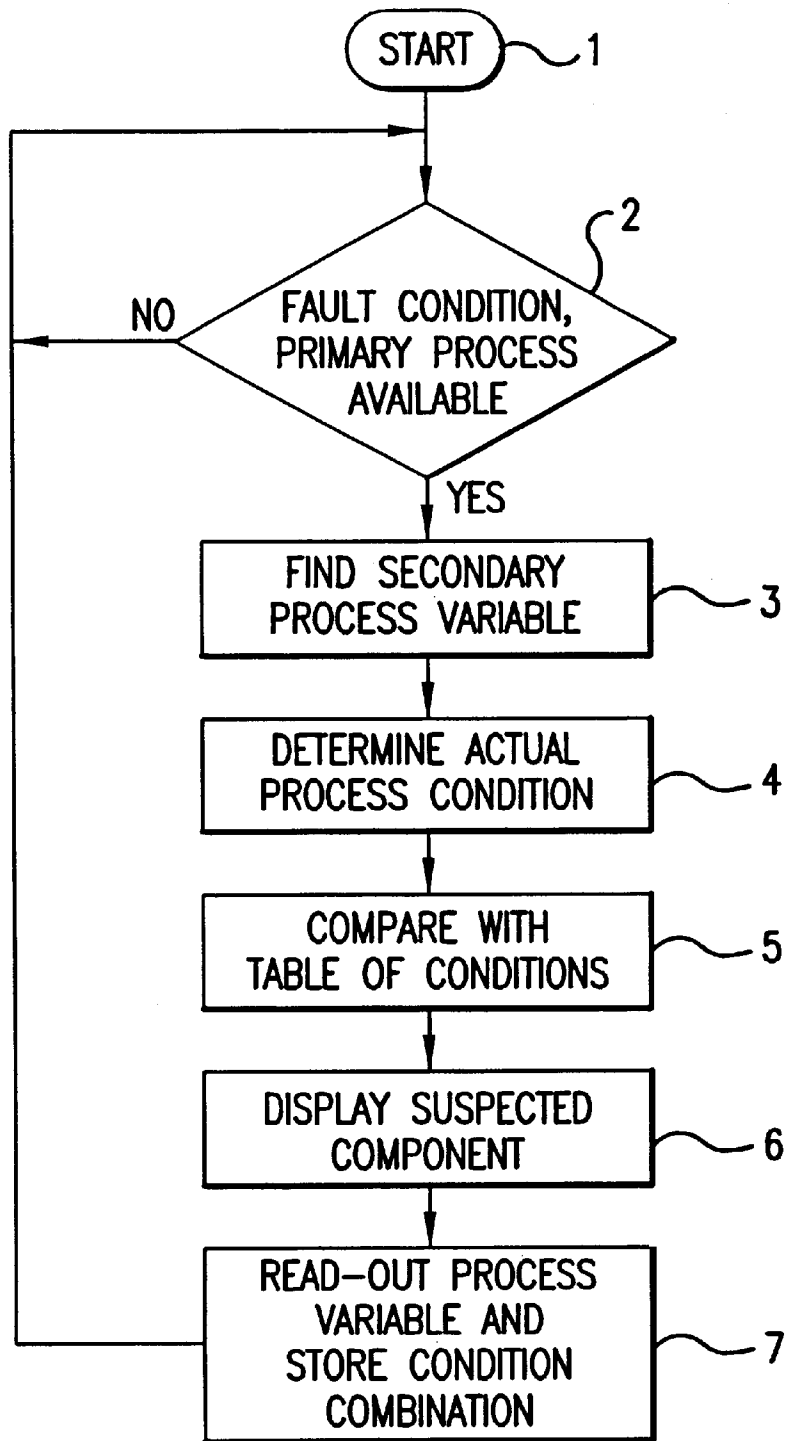 START
1
2
FAULT CONDITION,
PRIMARY PROCESS
AVAILABLE
NO
YES
FIND SECONDARY
PROCESS VARIABLE
3
DETERMINE ACTUAL
PROCESS CONDITION
4
COMPARE WITH
TABLE OF CONDITIONS
5
DISPLAY SUSPECTED
COMPONENT
6
READ-OUT PROCESS
VARIABLE AND
STORE CONDITION
COMBINATION
7